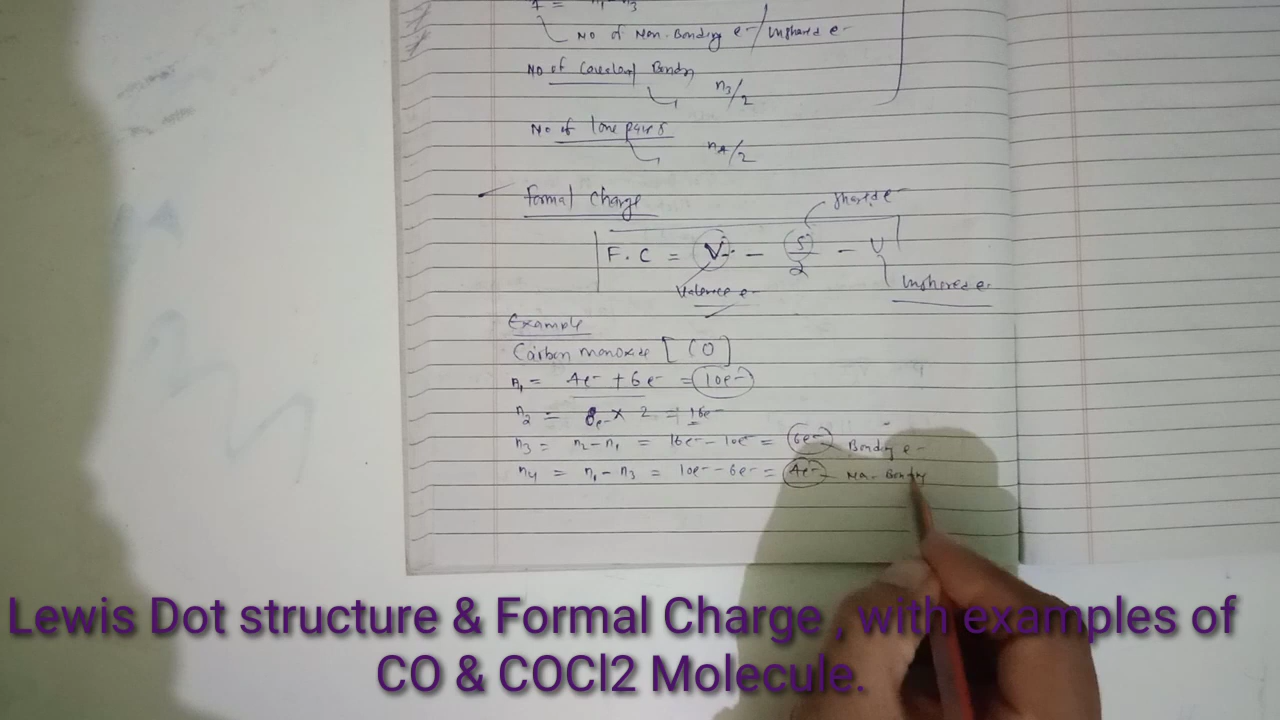 No of Non-Bonding e- / Unshared e-
No of Covalent Bonds
n3/2
No of lone pairs
n4/2
Formal Charge
Shared e-
F.C = V - S/2 - U
Valence e-
Unshared e-
Example
Carbon monoxide [CO]
n1 = 4e- + 6e- = 10e-
n2 = 8e- × 2 = 16e-
n3 = n2-n1 = 16e- - 10e- = 6e- Bonding e-
n4 = n1-n3 = 10e- - 6e- = 4e- Non-Bonding
Lewis Dot structure & Formal Charge , with examples of
CO & COCl2 Molecule.